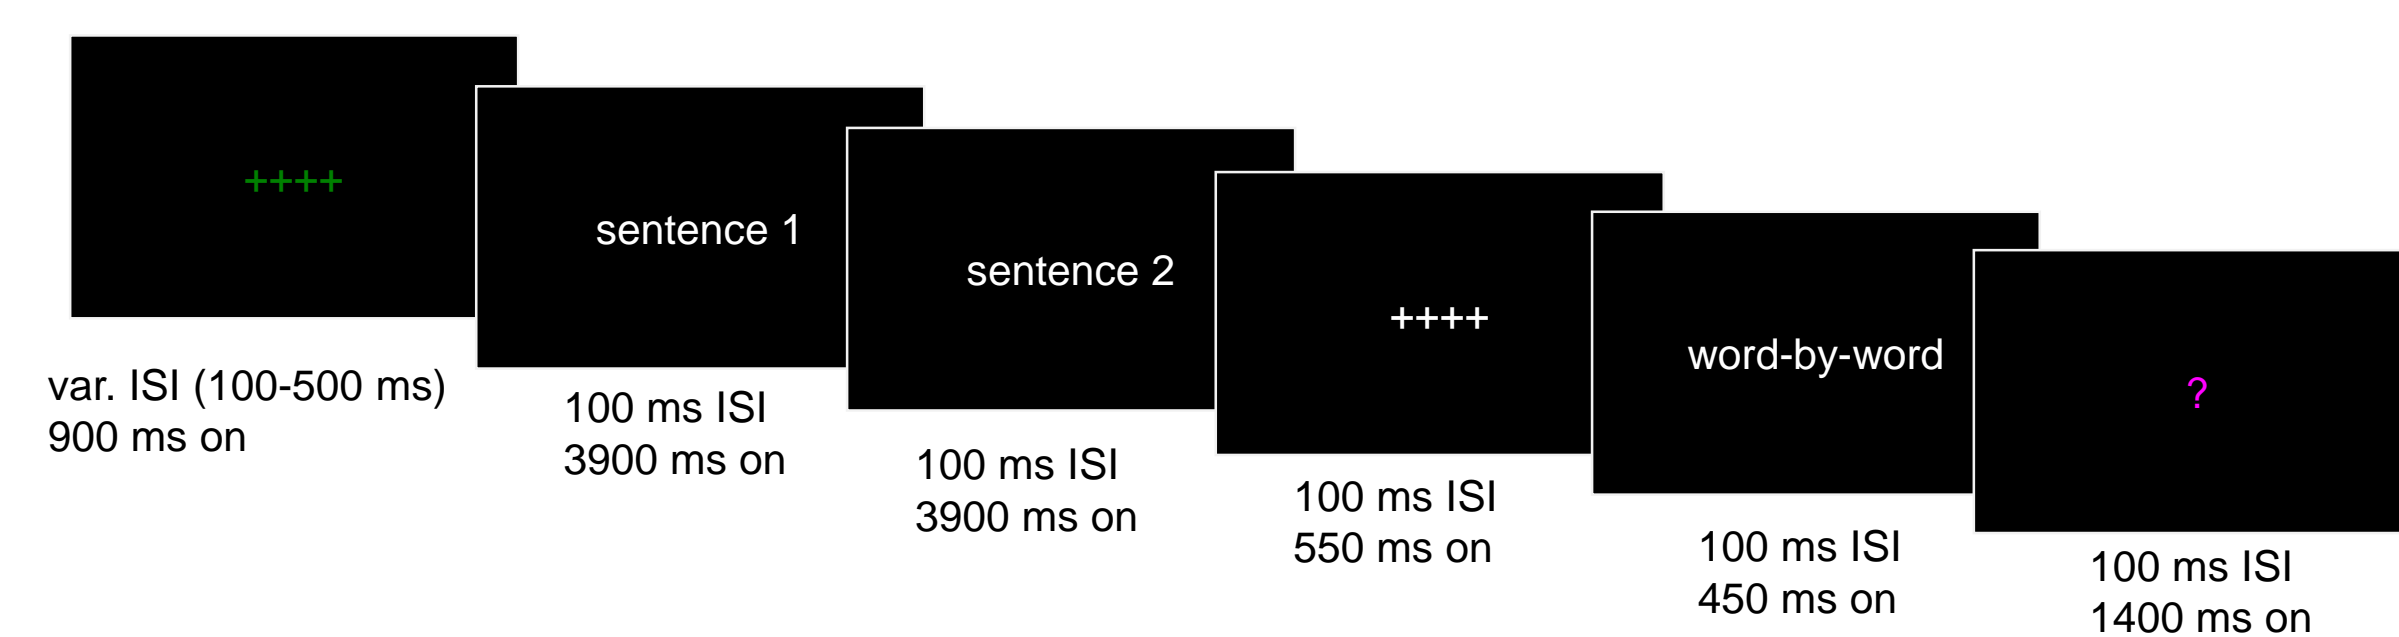 ++++
var. ISI (100-500 ms)
900 ms on
sentence 1
100 ms ISI
3900 ms on
sentence 2
100 ms ISI
3900 ms on
++++
100 ms ISI
550 ms on
word-by-word
100 ms ISI
450 ms on
?
100 ms ISI
1400 ms on